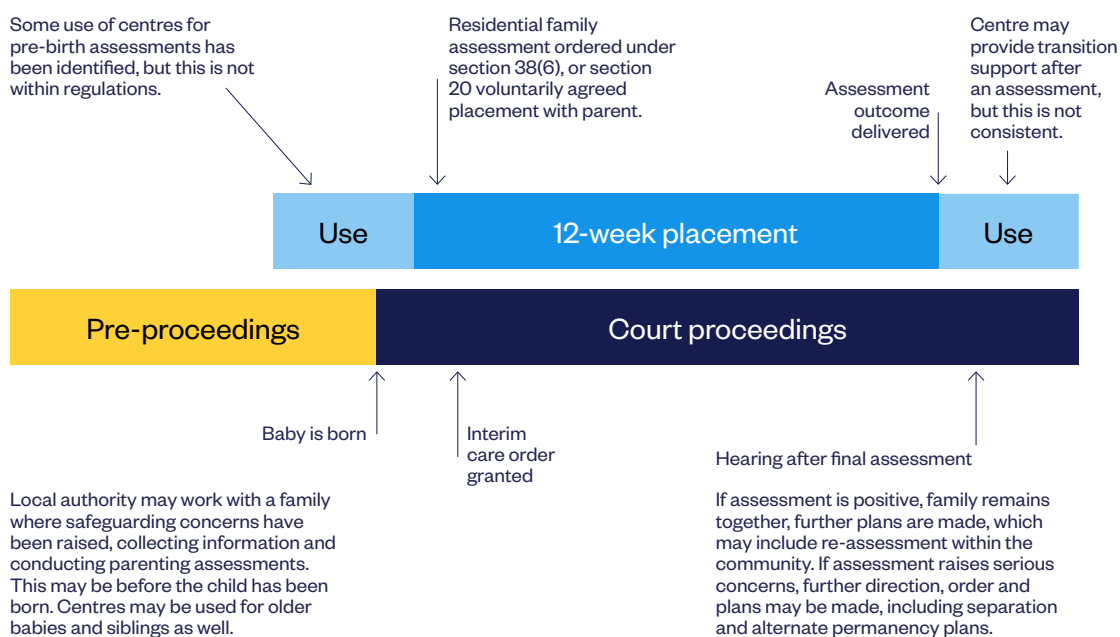 Some use of centres for
pre-birth assessments has
been identified, but this is not
within regulations.
Residential family
assessment ordered under
section 38(6), or section
20 voluntarily agreed
placement with parent.
Assessment
outcome
delivered
Centre may
provide transition
support after
an assessment,
but this is not
consistent.
Use
12-week placement
Use
Pre-proceedings
Court proceedings
Baby is born
Interim
care order
granted
Hearing after final assessment
Local authority may work with a family
where safeguarding concerns have
been raised, collecting information and
conducting parenting assessments.
This may be before the child has been
born. Centres may be used for older
babies and siblings as well.
If assessment is positive, family remains
together, further plans are made, which
may include re-assessment within the
community. If assessment raises serious
concerns, further direction, order and
plans may be made, including separation
and alternate permanency plans.